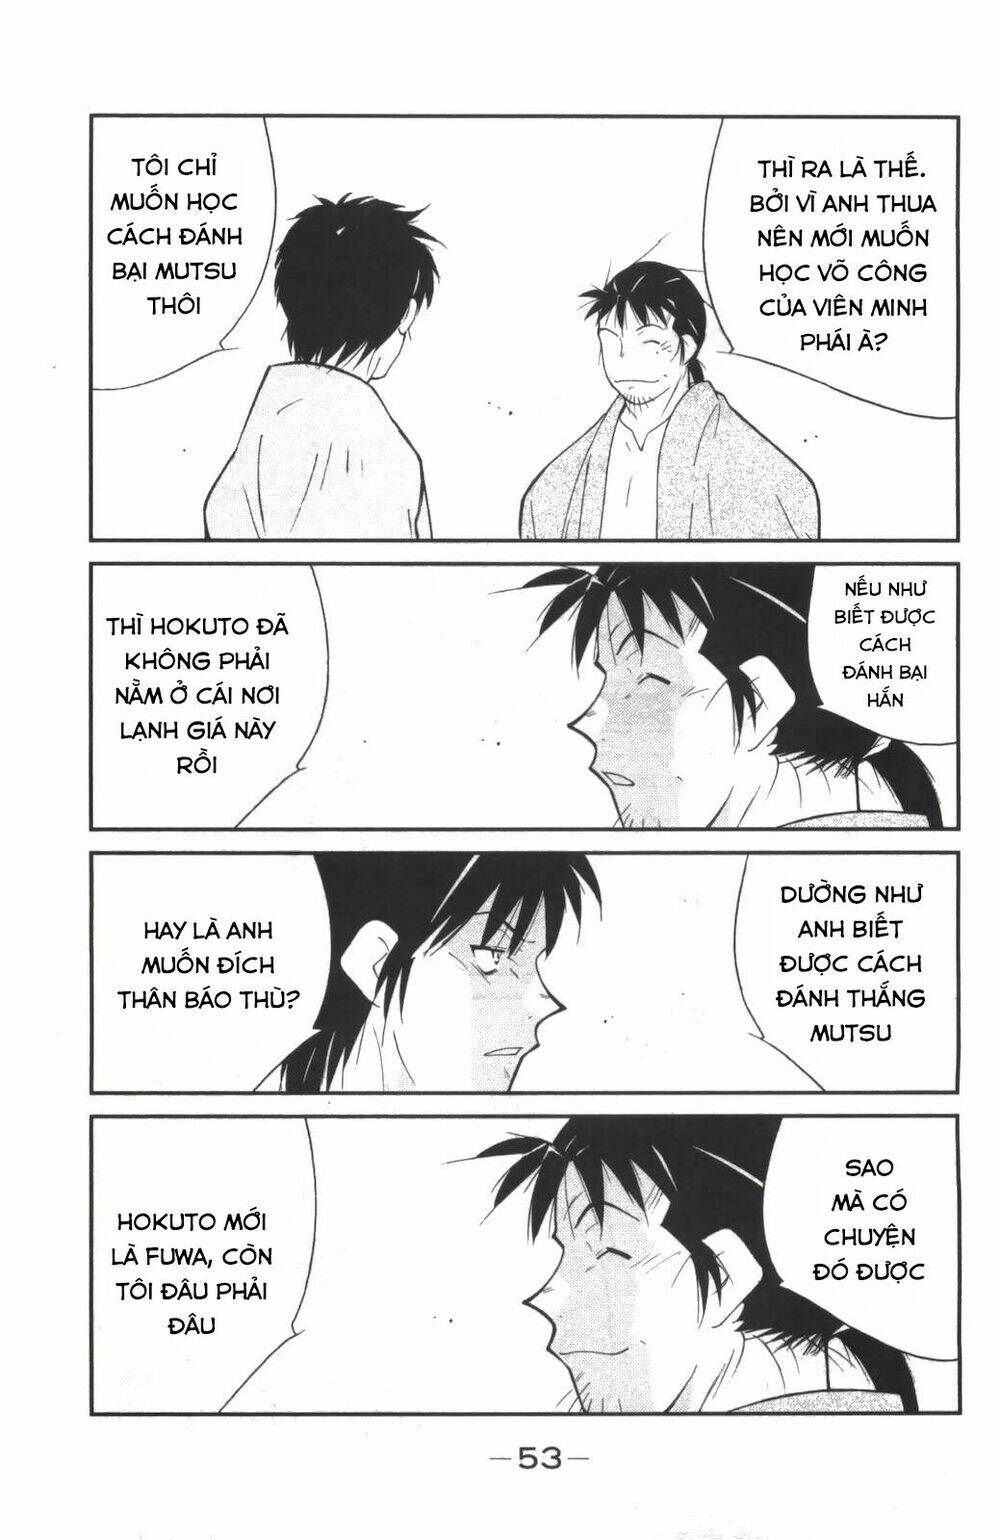 THÌ RA LÀ THẾ.
BỞI VÌ ANH THUA
NÊN MỚI MUỐN
HỌC VÕ CÔNG
CỦA VIÊN MINH
PHÁI À?
TÔI CHỈ
MUỐN HỌC
CÁCH ĐÁNH
BẠI MUTSU
THÔI
NẾU NHƯ
BIẾT ĐƯỢC
CÁCH
ĐÁNH BẠI
HẮN
THÌ HOKUTO ĐÃ
KHÔNG PHẢI
NẰM Ở CÁI NƠI
LẠNH GIÁ NÀY
RỒI
DƯỜNG NHƯ
ANH BIẾT
ĐƯỢC CÁCH
ĐÁNH THẮNG
MUTSU
HAY LÀ ANH
MUỐN ĐÍCH
THÂN BÁO THÙ?
SAO
MÀ CÓ
CHUYỆN
ĐÓ ĐƯỢC
HOKUTO MỚI
LÀ FUWA, CÒN
TÔI ĐÂU PHẢI
ĐÂU
－53－